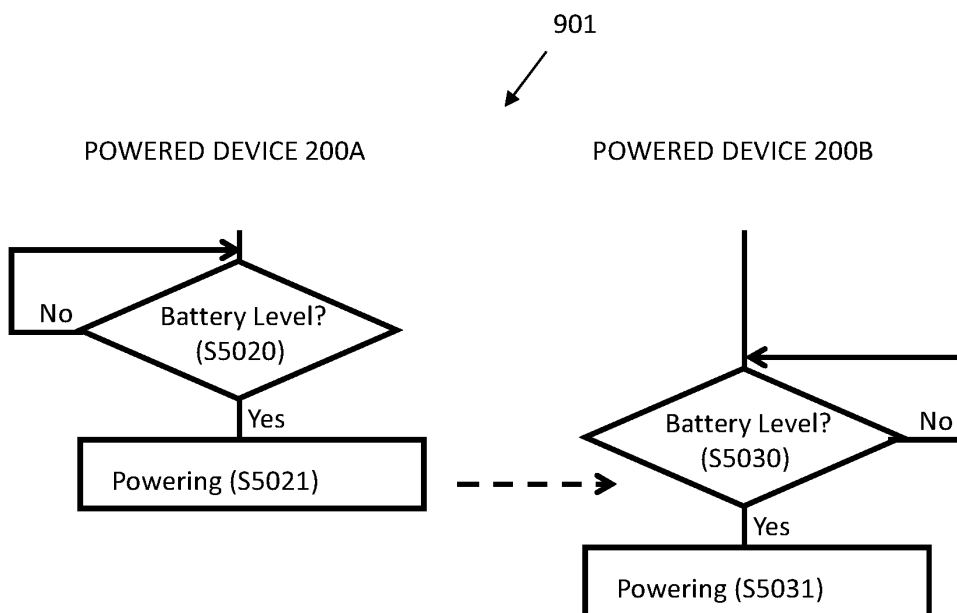 901
POWERED DEVICE 200A
POWERED DEVICE 200B
No
Battery Level?
(S5020)
Yes
Powering (S5021)
Battery Level?
(S5030)
No
Yes
Powering (S5031)